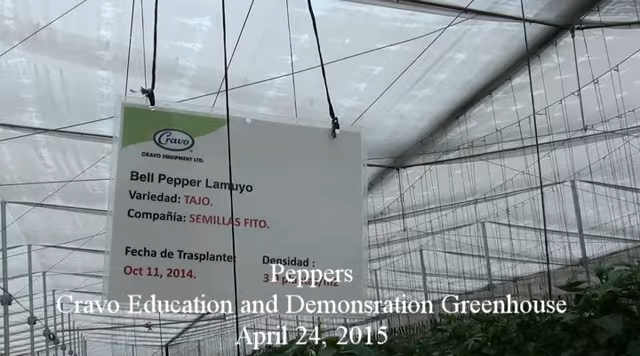 Cravo
CRAVO EQUIPMENT LTD.
Bell Pepper Lamuyo
Variedad: TAJO.
Compañía: SEMILLAS FITO.
Fecha de Trasplante:
Oct 11, 2014.
Densidad :
Peppers
Cravo Education and Demonsration Greenhouse
April 24, 2015